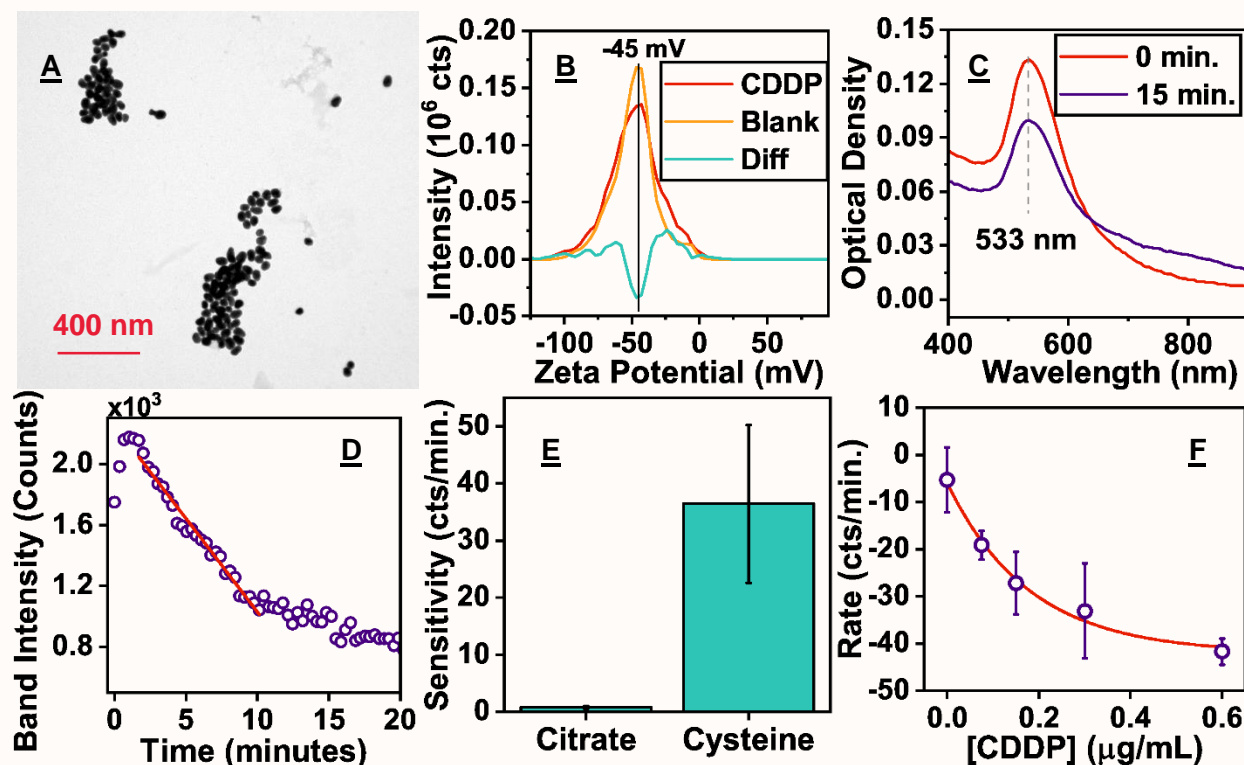 A
400 nm
B
-45 mV
CDDP
Blank
Diff
0.20
0.15
0.10
0.05
0.00
-0.05
Intensity (10⁶ cts)
-100 -50 0 50
Zeta Potential (mV)
C
0 min.
15 min.
533 nm
0.15
0.12
0.09
0.06
0.03
0.00
Optical Density
400 600 800
Wavelength (nm)
x10³
D
2.0
1.6
1.2
0.8
Band Intensity (Counts)
0 5 10 15 20
Time (minutes)
E
50
40
30
20
10
0
Sensitivity (cts/min.)
Citrate Cysteine
F
10
0
-10
-20
-30
-40
-50
Rate (cts/min.)
0.0 0.2 0.4 0.6
[CDDP] (μg/mL)